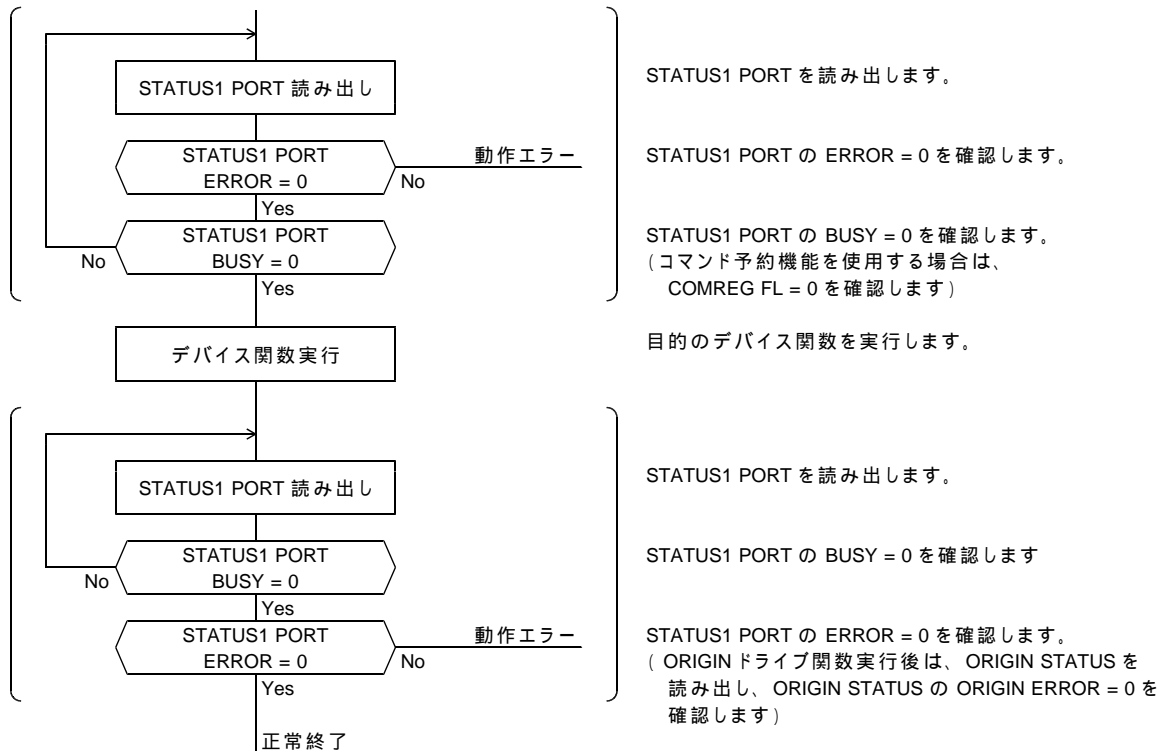 STATUS1 PORT 読み出し
STATUS1 PORT を読み出します。
STATUS1 PORT
ERROR = 0
動作エラー
No
Yes
STATUS1 PORT の ERROR = 0 を確認します。
STATUS1 PORT
BUSY = 0
No
Yes
STATUS1 PORT の BUSY = 0 を確認します。
(コマンド予約機能を使用する場合は、
COMREG FL = 0 を確認します)
デバイス関数実行
目的のデバイス関数を実行します。
STATUS1 PORT 読み出し
STATUS1 PORT を読み出します。
STATUS1 PORT
BUSY = 0
No
Yes
STATUS1 PORT の BUSY = 0 を確認します
STATUS1 PORT
ERROR = 0
動作エラー
No
Yes
STATUS1 PORT の ERROR = 0 を確認します。
( ORIGIN ドライブ関数実行後は、ORIGIN STATUS を
読み出し、ORIGIN STATUS の ORIGIN ERROR = 0 を
確認します)
正常終了